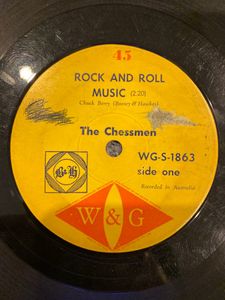 45
ROCK AND ROLL
MUSIC (2:20)
Chuck Berry (Boosey & Hawkes)
The Chessmen
B&H
WG-S-1863
side one
Recorded in Australia
W&G